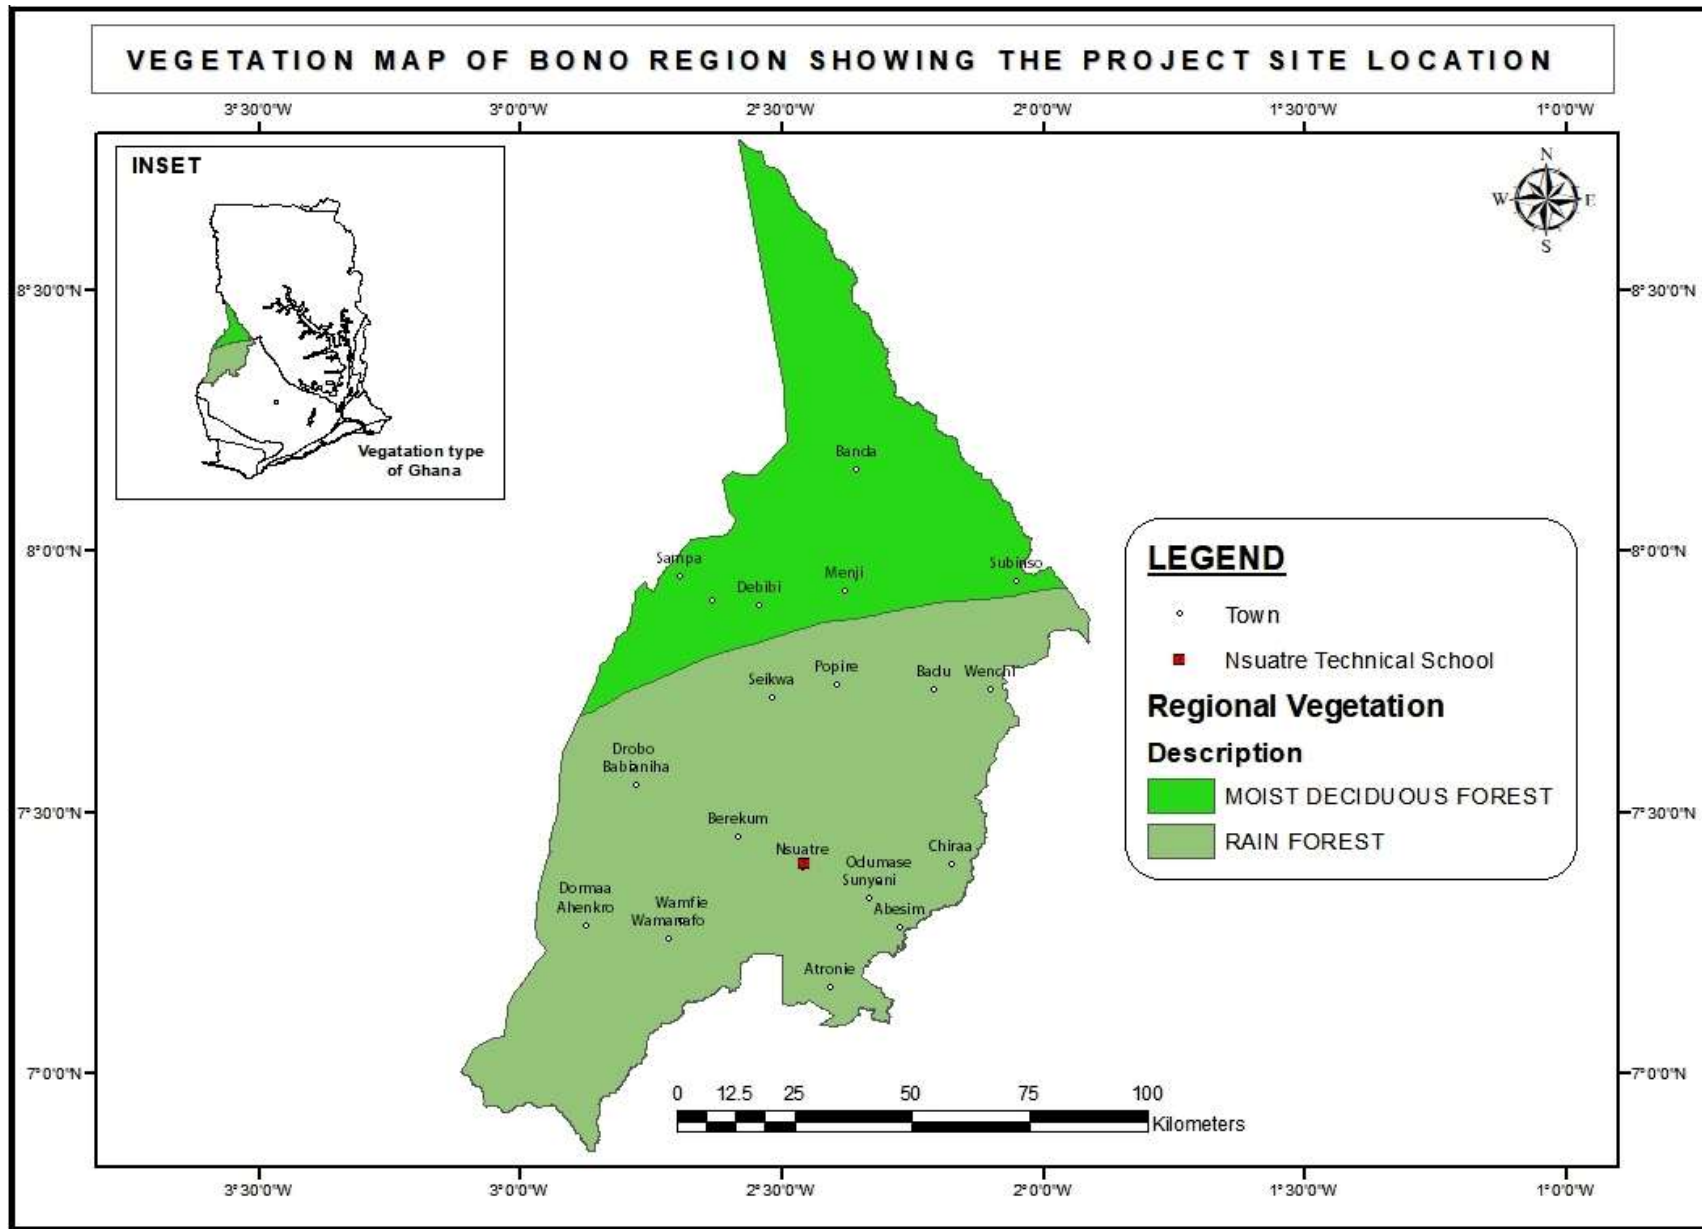 VEGETATION MAP OF BONO REGION SHOWING THE PROJECT SITE LOCATION
3°30'0"W 3°0'0"W 2°30'0"W 2°0'0"W 1°30'0"W 1°0'0"W
INSET
Vegatation type
of Ghana
N
W E
S
8°30'0"N 8°30'0"N
Banda
8°0'0"N 8°0'0"N
Sampa
Debibi
Menji
Subinso
Seikwa
Popire
Badu
Wenchi
Drobo
Babianiha
7°30'0"N 7°30'0"N
Berekum
Nsuatre
Odumase
Sunyani
Chiraa
Dormaa
Ahenkro
Wamfie
Wamanafo
Abesim
Atronie
7°0'0"N 7°0'0"N
LEGEND
Town
Nsuatre Technical School
Regional Vegetation
Description
MOIST DECIDUOUS FOREST
RAIN FOREST
0 12.5 25 50 75 100
Kilometers
3°30'0"W 3°0'0"W 2°30'0"W 2°0'0"W 1°30'0"W 1°0'0"W